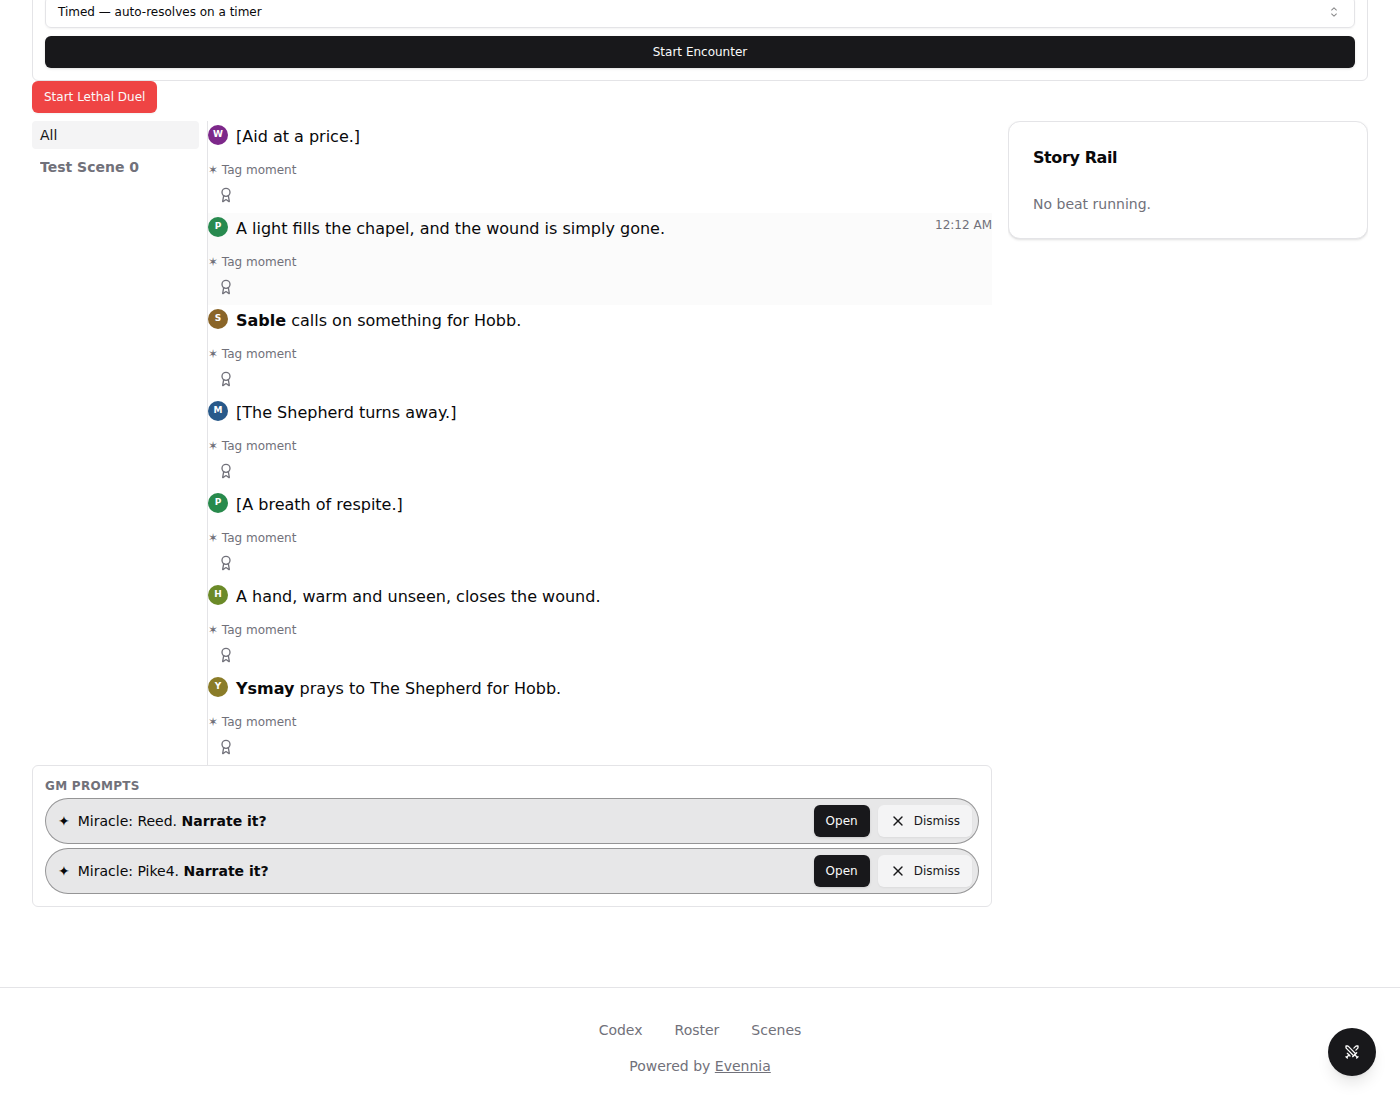 Timed — auto-resolves on a timer
Start Encounter
Start Lethal Duel
All
Test Scene 0
W [Aid at a price.]
✶ Tag moment
P A light fills the chapel, and the wound is simply gone. 12:12 AM
✶ Tag moment
S Sable calls on something for Hobb.
✶ Tag moment
M [The Shepherd turns away.]
✶ Tag moment
P [A breath of respite.]
✶ Tag moment
H A hand, warm and unseen, closes the wound.
✶ Tag moment
Y Ysmay prays to The Shepherd for Hobb.
✶ Tag moment
Story Rail
No beat running.
GM PROMPTS
✦ Miracle: Reed. Narrate it? Open Dismiss
✦ Miracle: Pike4. Narrate it? Open Dismiss
Codex Roster Scenes
Powered by Evennia